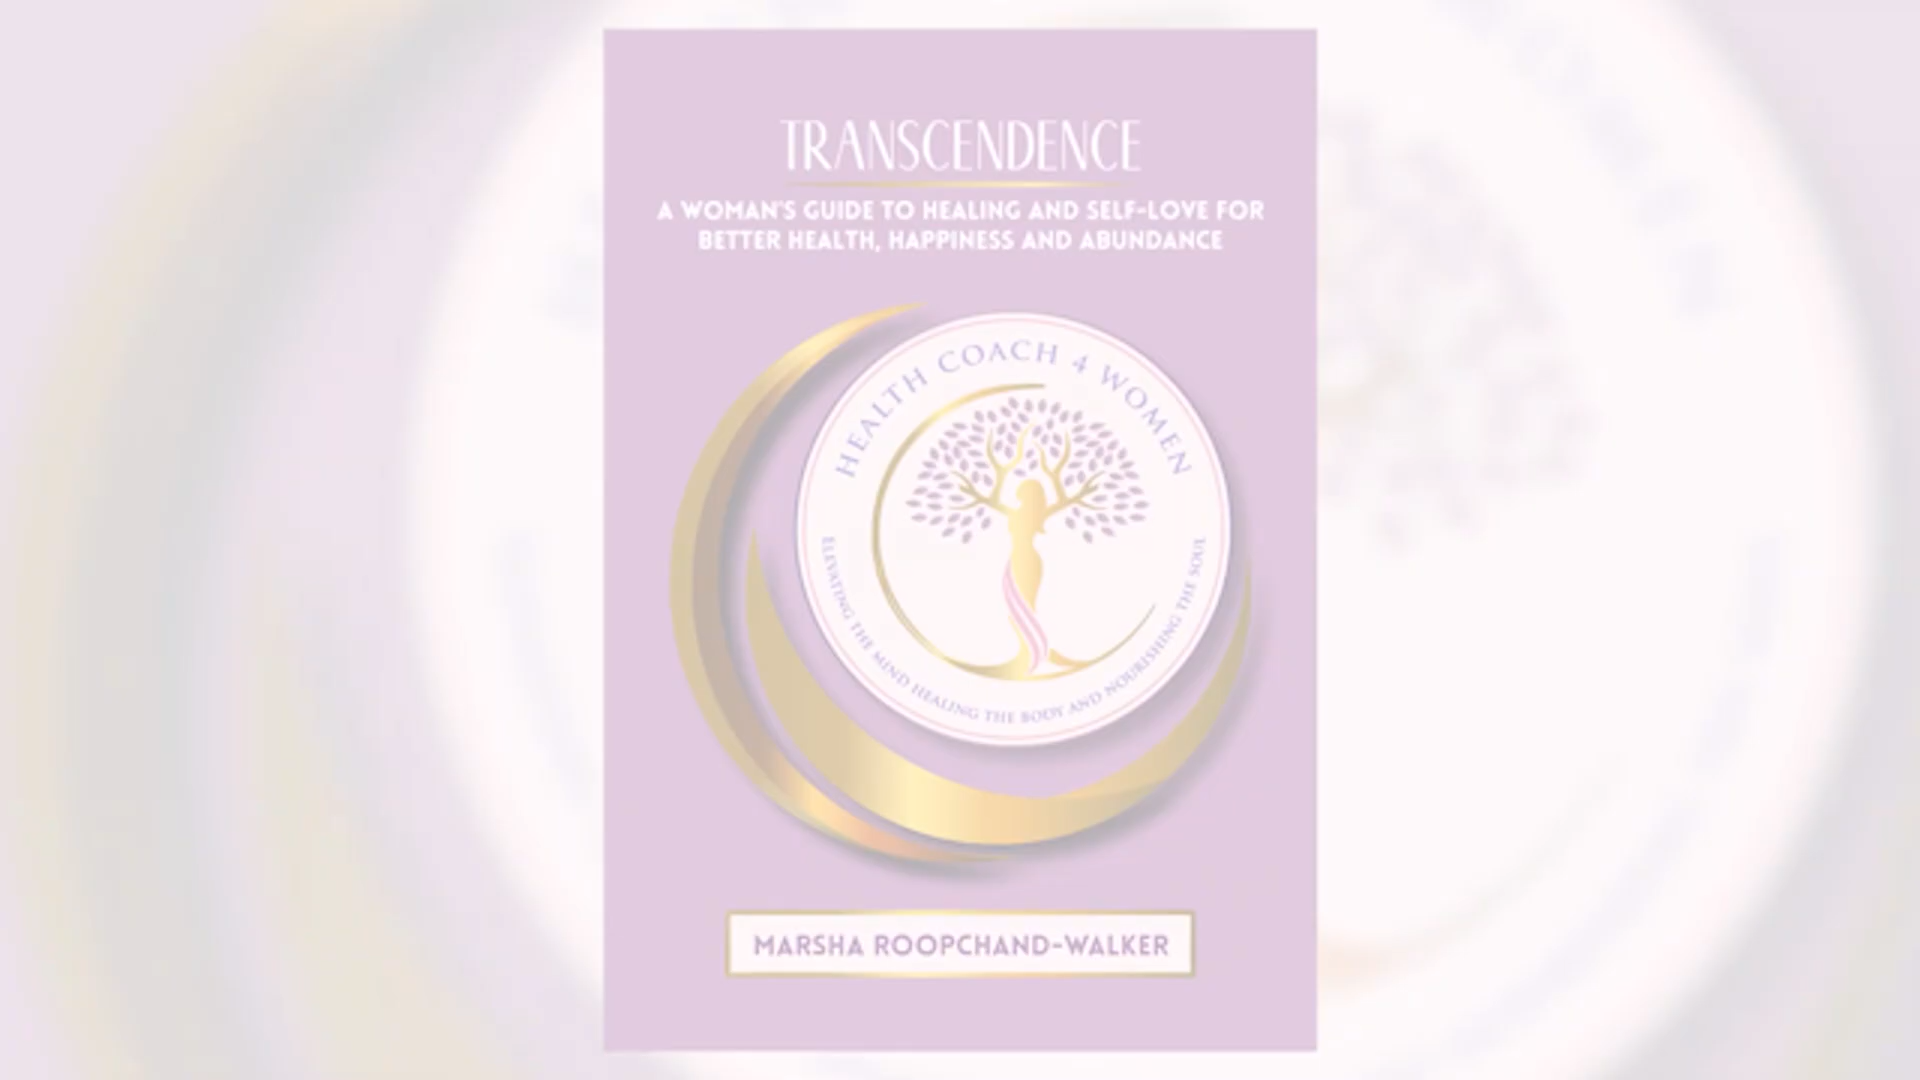 TRANSCENDENCE
A WOMAN'S GUIDE TO HEALING AND SELF-LOVE FOR
BETTER HEALTH, HAPPINESS AND ABUNDANCE
HEALTH COACH 4 WOMEN
ELEVATING THE MIND HEALING THE BODY AND NOURISHING THE SOUL
MARSHA ROOPCHAND-WALKER